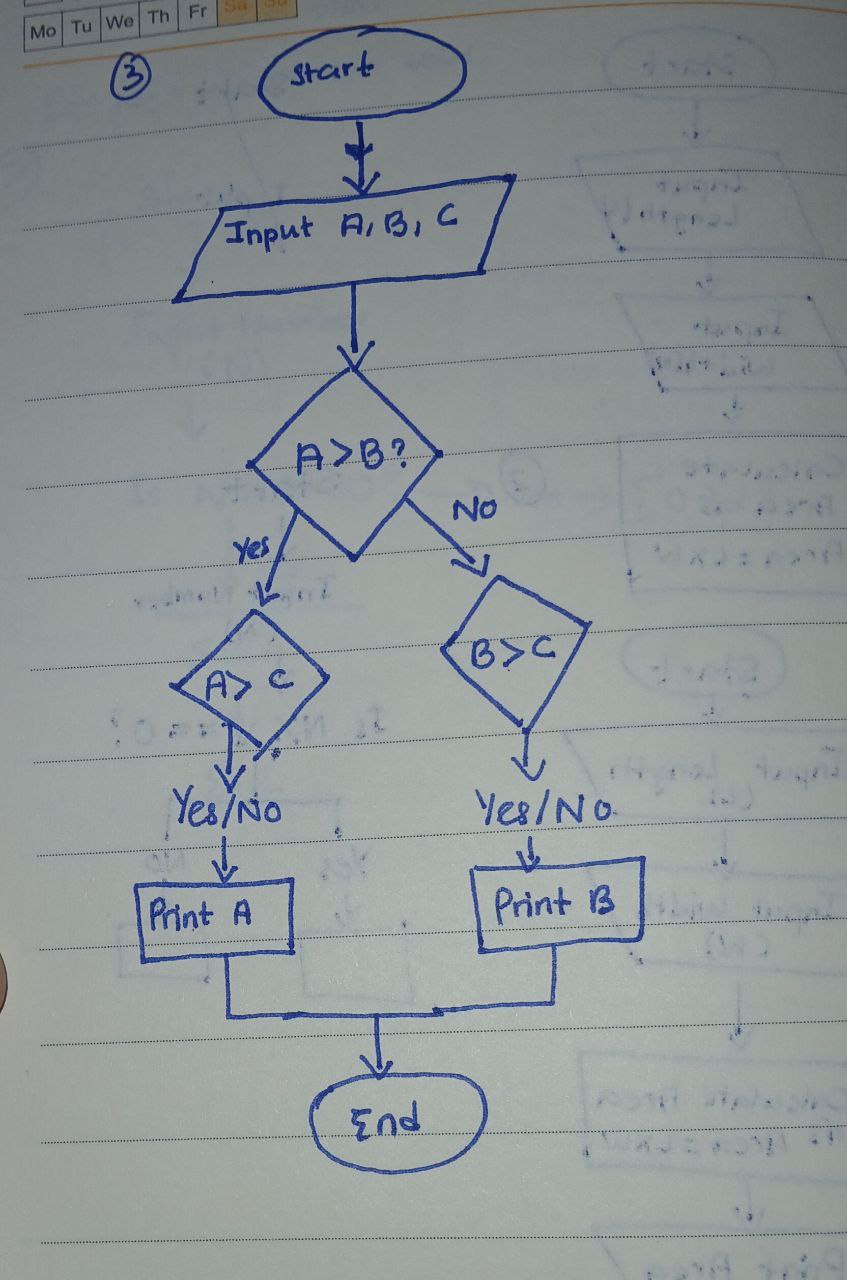 Mo Tu We Th Fr Sa Su
3
Start
Input A, B, C
A>B?
Yes
No
A> C
B>C
Yes/No
Yes/No
Print A
Print B
End